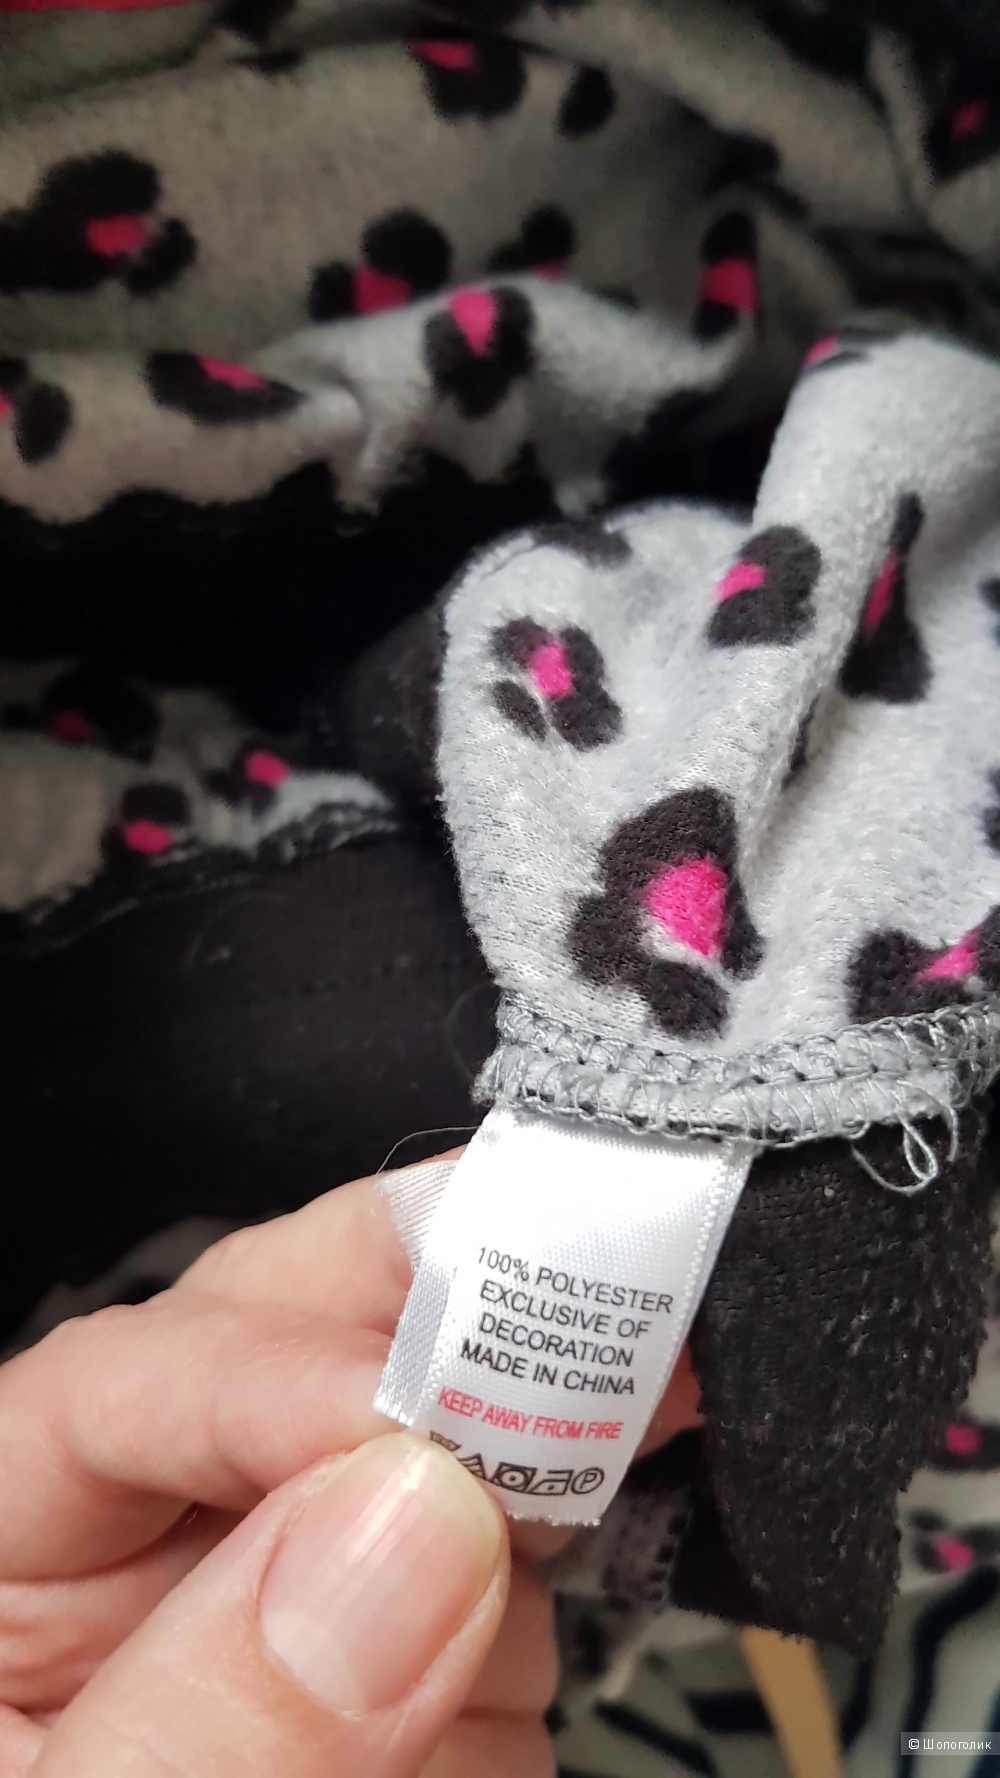 100% POLYESTER
EXCLUSIVE OF
DECORATION
MADE IN CHINA
KEEP AWAY FROM FIRE
P
© Шопоголик